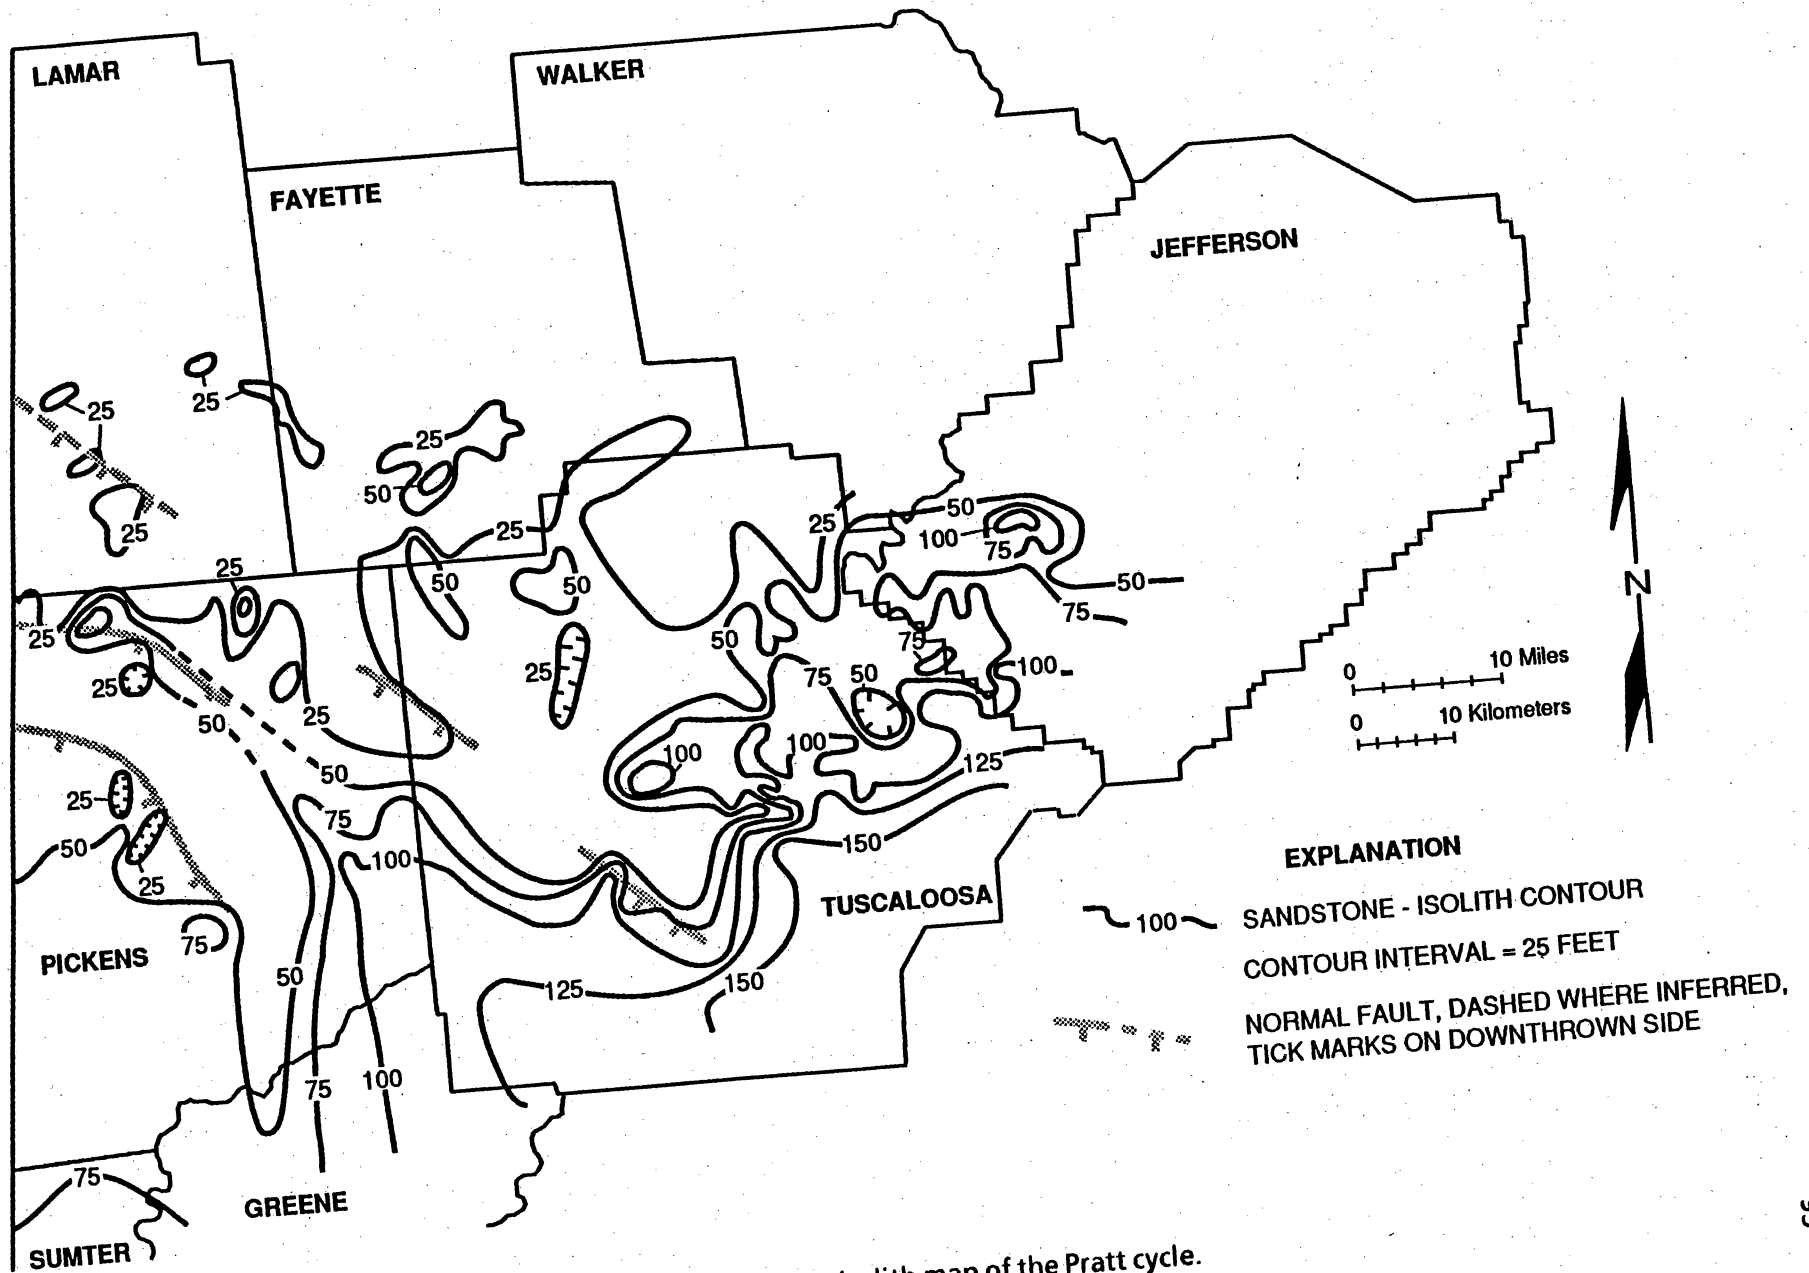 LAMAR
WALKER
FAYETTE
JEFFERSON
25
25
25
25
50
25
25
50
25
100
75
50
75
25
50
50
50
75
25
25
25
50
25
75
50
100
100
100
125
50
25
50
75
25
100
150
75
TUSCALOOSA
PICKENS
50
125
150
75
100
75
GREENE
SUMTER
N
0 10 Miles
0 10 Kilometers
EXPLANATION
100 SANDSTONE - ISOLITH CONTOUR
CONTOUR INTERVAL = 25 FEET
NORMAL FAULT, DASHED WHERE INFERRED,
TICK MARKS ON DOWNTHROWN SIDE
map of the Pratt cycle.